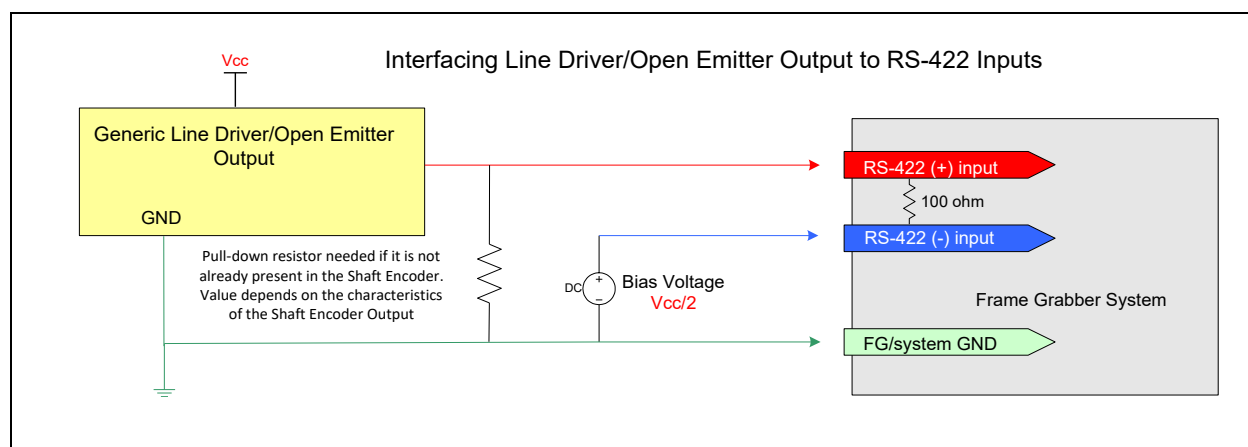 Interfacing Line Driver/Open Emitter Output to RS-422 Inputs
Vcc
Generic Line Driver/Open Emitter
Output
GND
RS-422 (+) input
100 ohm
RS-422 (-) input
Pull-down resistor needed if it is not
already present in the Shaft Encoder.
Value depends on the characteristics
of the Shaft Encoder Output
DC
+
−
Bias Voltage
Vcc/2
Frame Grabber System
FG/system GND